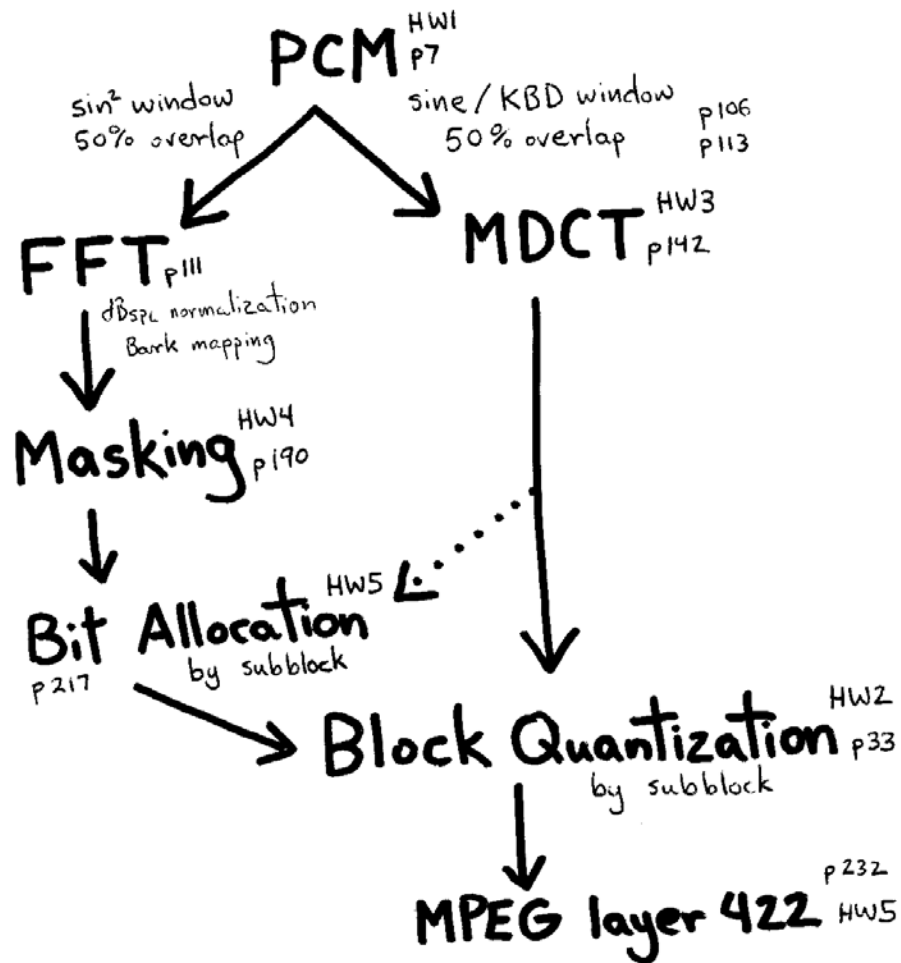 PCM HW1
p7
sin² window
50% overlap
sine / KBD window
50% overlap
p106
p113
FFT p111
MDCT HW3
p142
dBSPL normalization
Bark mapping
Masking HW4
p190
Bit Allocation HW5
p217
by subblock
Block Quantization HW2
p33
by subblock
MPEG layer 422 p232
HW5